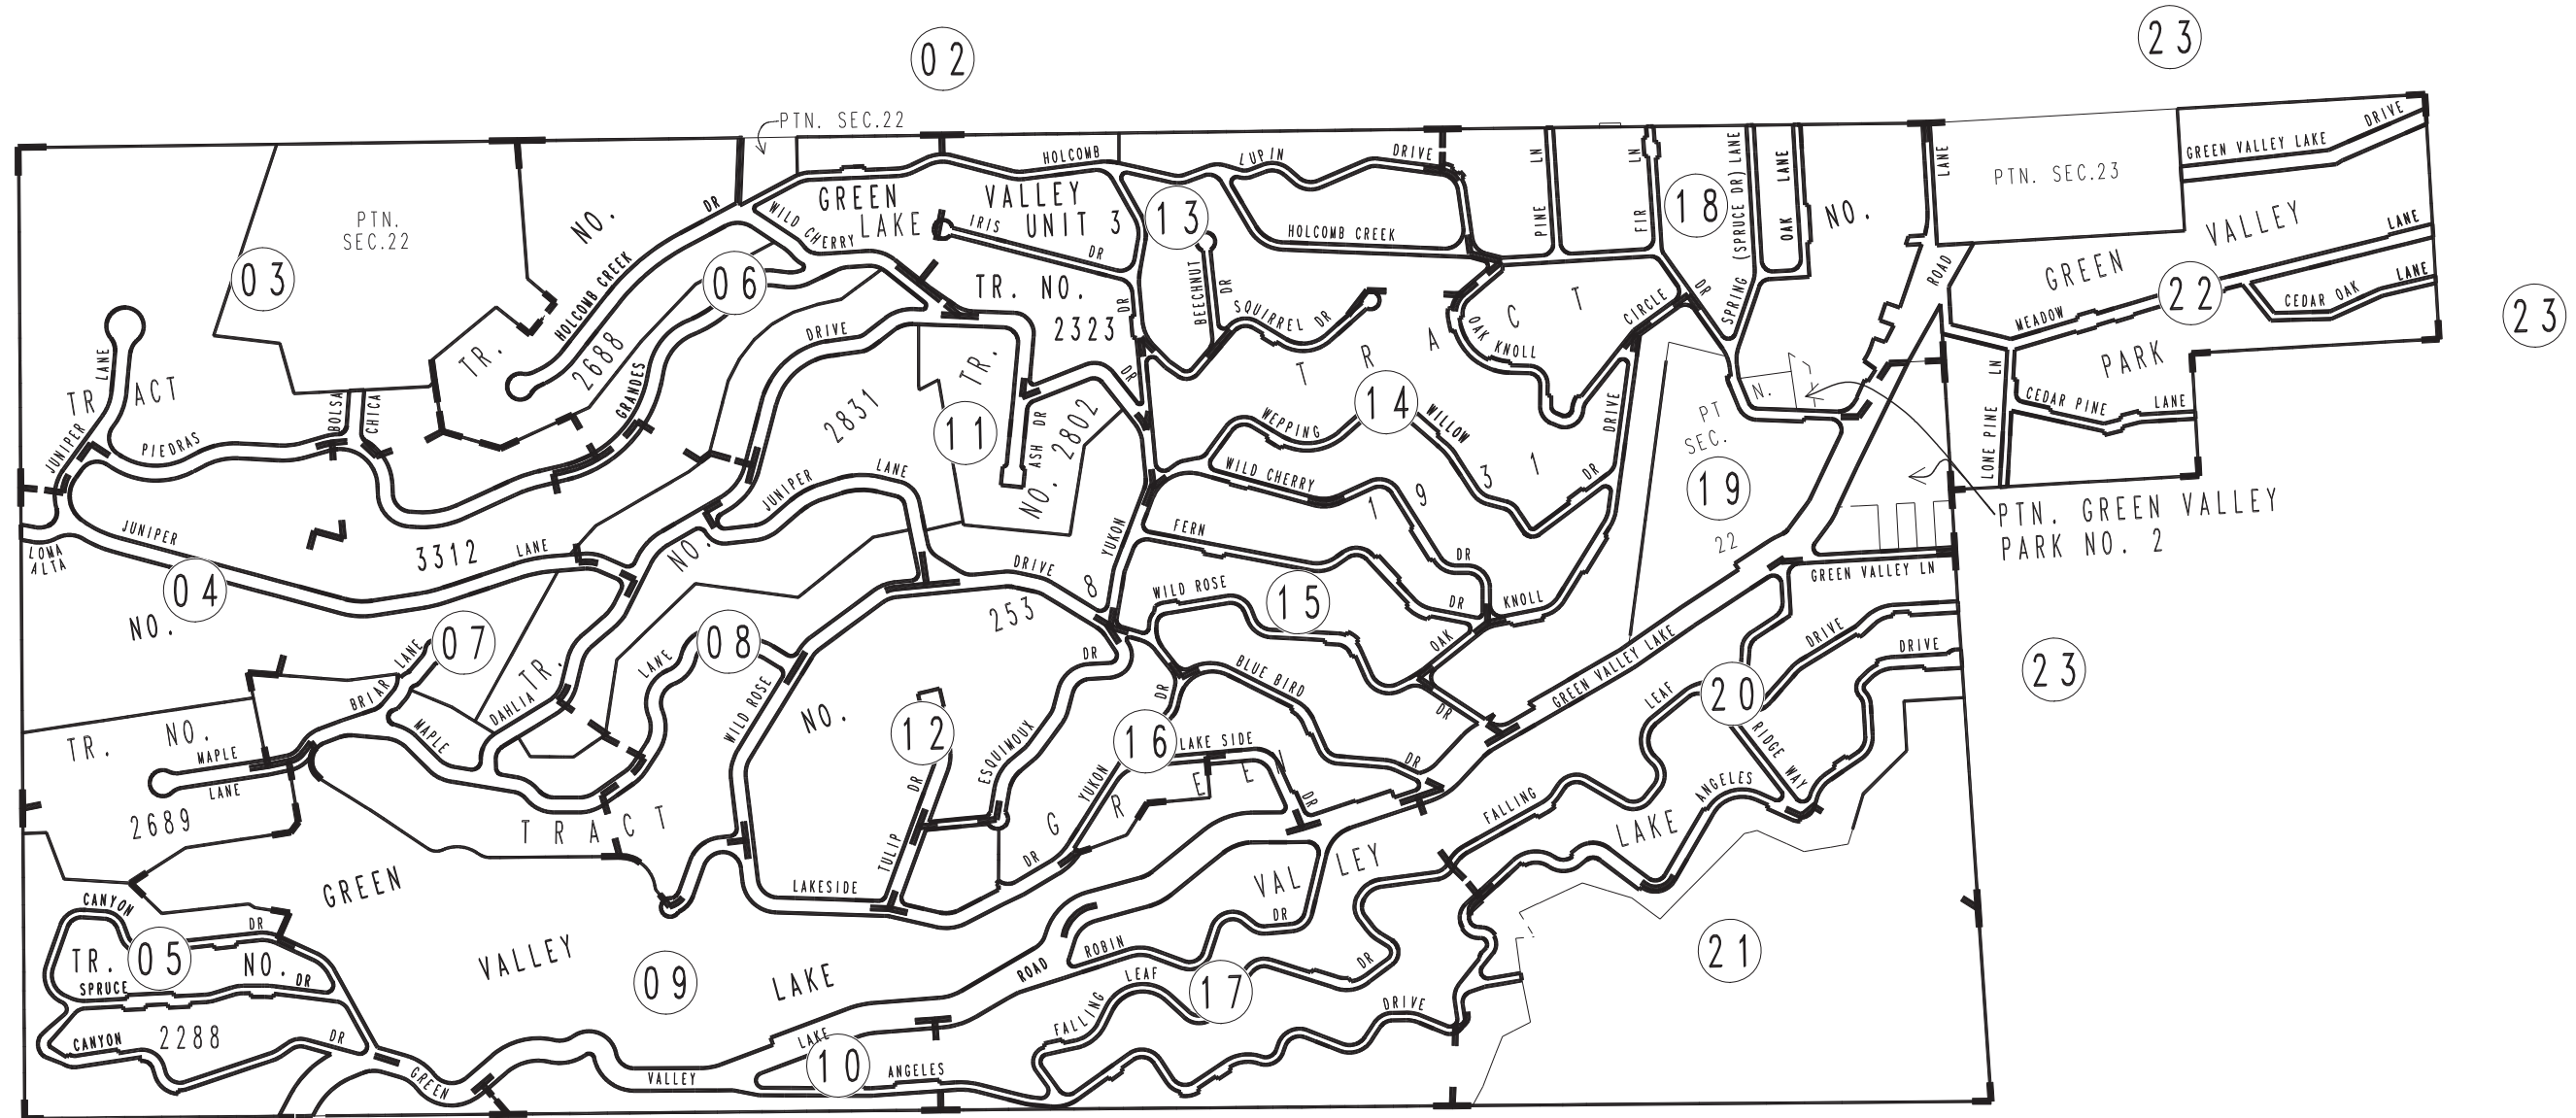 02
23
PTN. SEC.22
HOLCOMB
LUPIN
DRIVE
LN
LN
SPRING (SPRUCE DR) LANE
OAK LANE
LANE
PTN. SEC.23
GREEN VALLEY LAKE DRIVE
PTN.
SEC.22
NO.
DR
WILD CHERRY
GREEN VALLEY
LAKE UNIT 3
IRIS
DR
13
18
NO.
03
HOLCOMB CREEK
HOLCOMB CREEK
PINE
FIR
DR
GREEN VALLEY
LANE
22
MEADOW
CEDAR OAK LANE
23
ROAD
06
TR. NO.
2323
DR
BEECHNUT DR
SQUIRREL DR
OAK KNOLL
CIRCLE
TR.
2688
GRANDES
DRIVE
TRACT
LANE
JUNIPER
PIEDRAS
BOLSA
CHICA
2831
TR.
11
ASH DR
NO. 2802
DR
T R A C T
14
WEPPING
WILLOW
DR
DRIVE
PT N.
SEC.
19
22
PARK
CEDAR PINE LANE
LONE PINE LN
WILD CHERRY
DR
1 9 3 1
JUNIPER LANE
YUKON
FERN
DR
PTN. GREEN VALLEY
PARK NO. 2
LOMA
ALTA
JUNIPER
3312
LANE
NO.
04
NO.
DRIVE
253
8
WILD ROSE
15
OAK KNOLL
GREEN VALLEY LN
07
08
LANE
BRIAR LANE
TR.
DAHLIA
MAPLE
WILD ROSE
NO.
DR
DR
BLUE BIRD
DR
GREEN VALLEY LAKE
DR
LEAF
20
DRIVE
DRIVE
23
TR. NO.
MAPLE
LANE
2689
12
DR
TULIP
ESQUIMOUX
16
YUKON
DR
LAKE SIDE
DR
G R E E N
RIDGE WAY
ANGELES
FALLING
LAKE
T R A C T
LAKESIDE
VALLEY
DR
GREEN
CANYON
DR
TR. 05 NO.
SPRUCE
DR
CANYON
2288
DR
VALLEY
09
LAKE
ROAD
ROBIN
LEAF
17
DR
FALLING
DRIVE
21
GREEN
VALLEY
LAKE
10
ANGELES